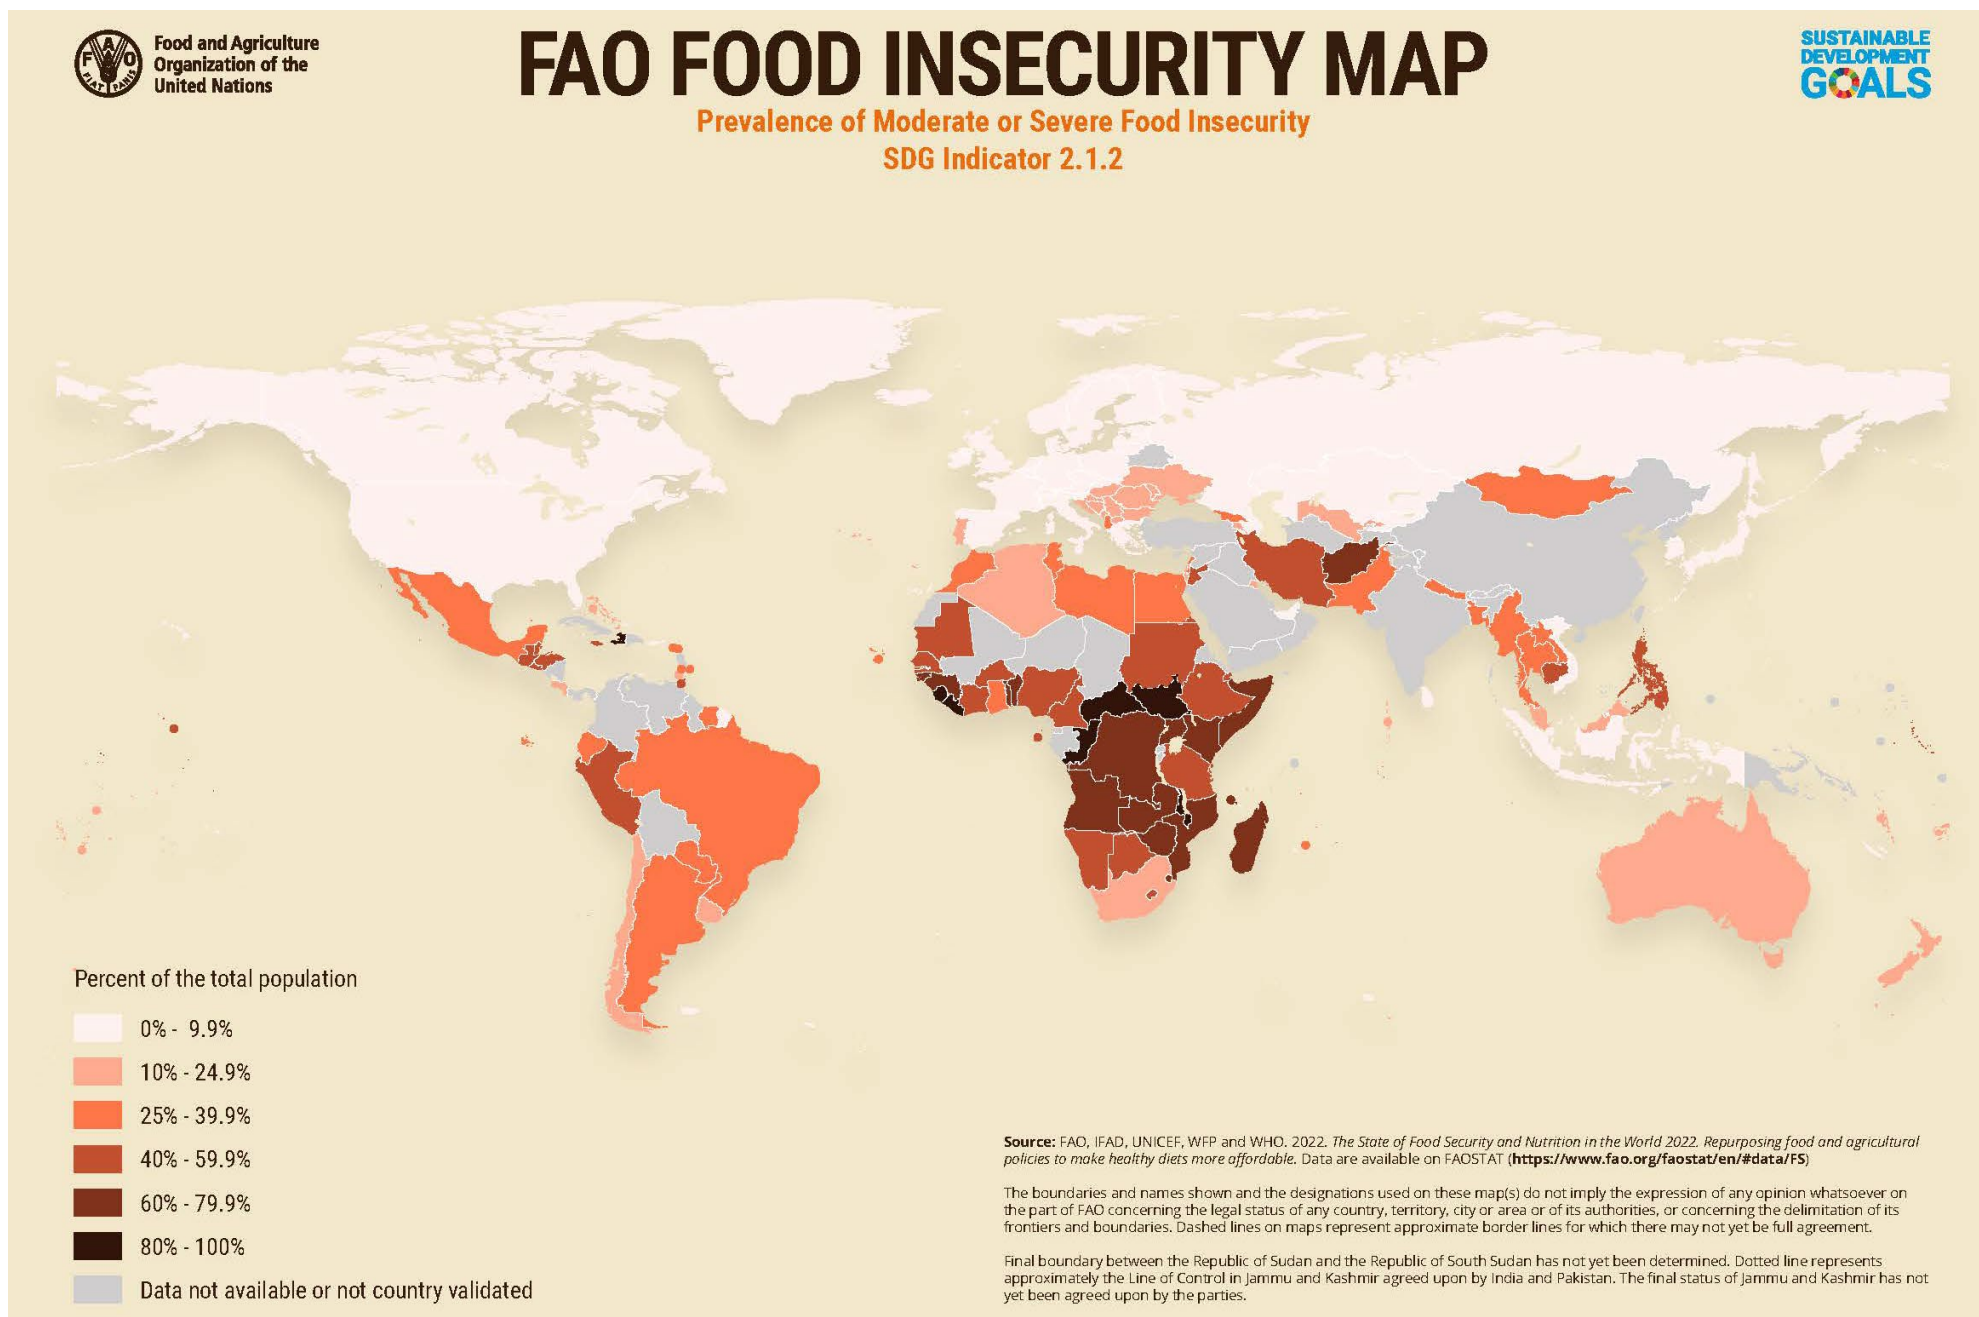 FAO
FIAT PANIS
Food and Agriculture
Organization of the
United Nations
FAO FOOD INSECURITY MAP
Prevalence of Moderate or Severe Food Insecurity
SDG Indicator 2.1.2
SUSTAINABLE
DEVELOPMENT
GOALS
Percent of the total population
0% - 9.9%
10% - 24.9%
25% - 39.9%
40% - 59.9%
60% - 79.9%
80% - 100%
Data not available or not country validated
Source: FAO, IFAD, UNICEF, WFP and WHO. 2022. The State of Food Security and Nutrition in the World 2022. Repurposing food and agricultural
policies to make healthy diets more affordable. Data are available on FAOSTAT (https://www.fao.org/faostat/en/#data/FS)
The boundaries and names shown and the designations used on these map(s) do not imply the expression of any opinion whatsoever on
the part of FAO concerning the legal status of any country, territory, city or area or of its authorities, or concerning the delimitation of its
frontiers and boundaries. Dashed lines on maps represent approximate border lines for which there may not yet be full agreement.
Final boundary between the Republic of Sudan and the Republic of South Sudan has not yet been determined. Dotted line represents
approximately the Line of Control in Jammu and Kashmir agreed upon by India and Pakistan. The final status of Jammu and Kashmir has not
yet been agreed upon by the parties.